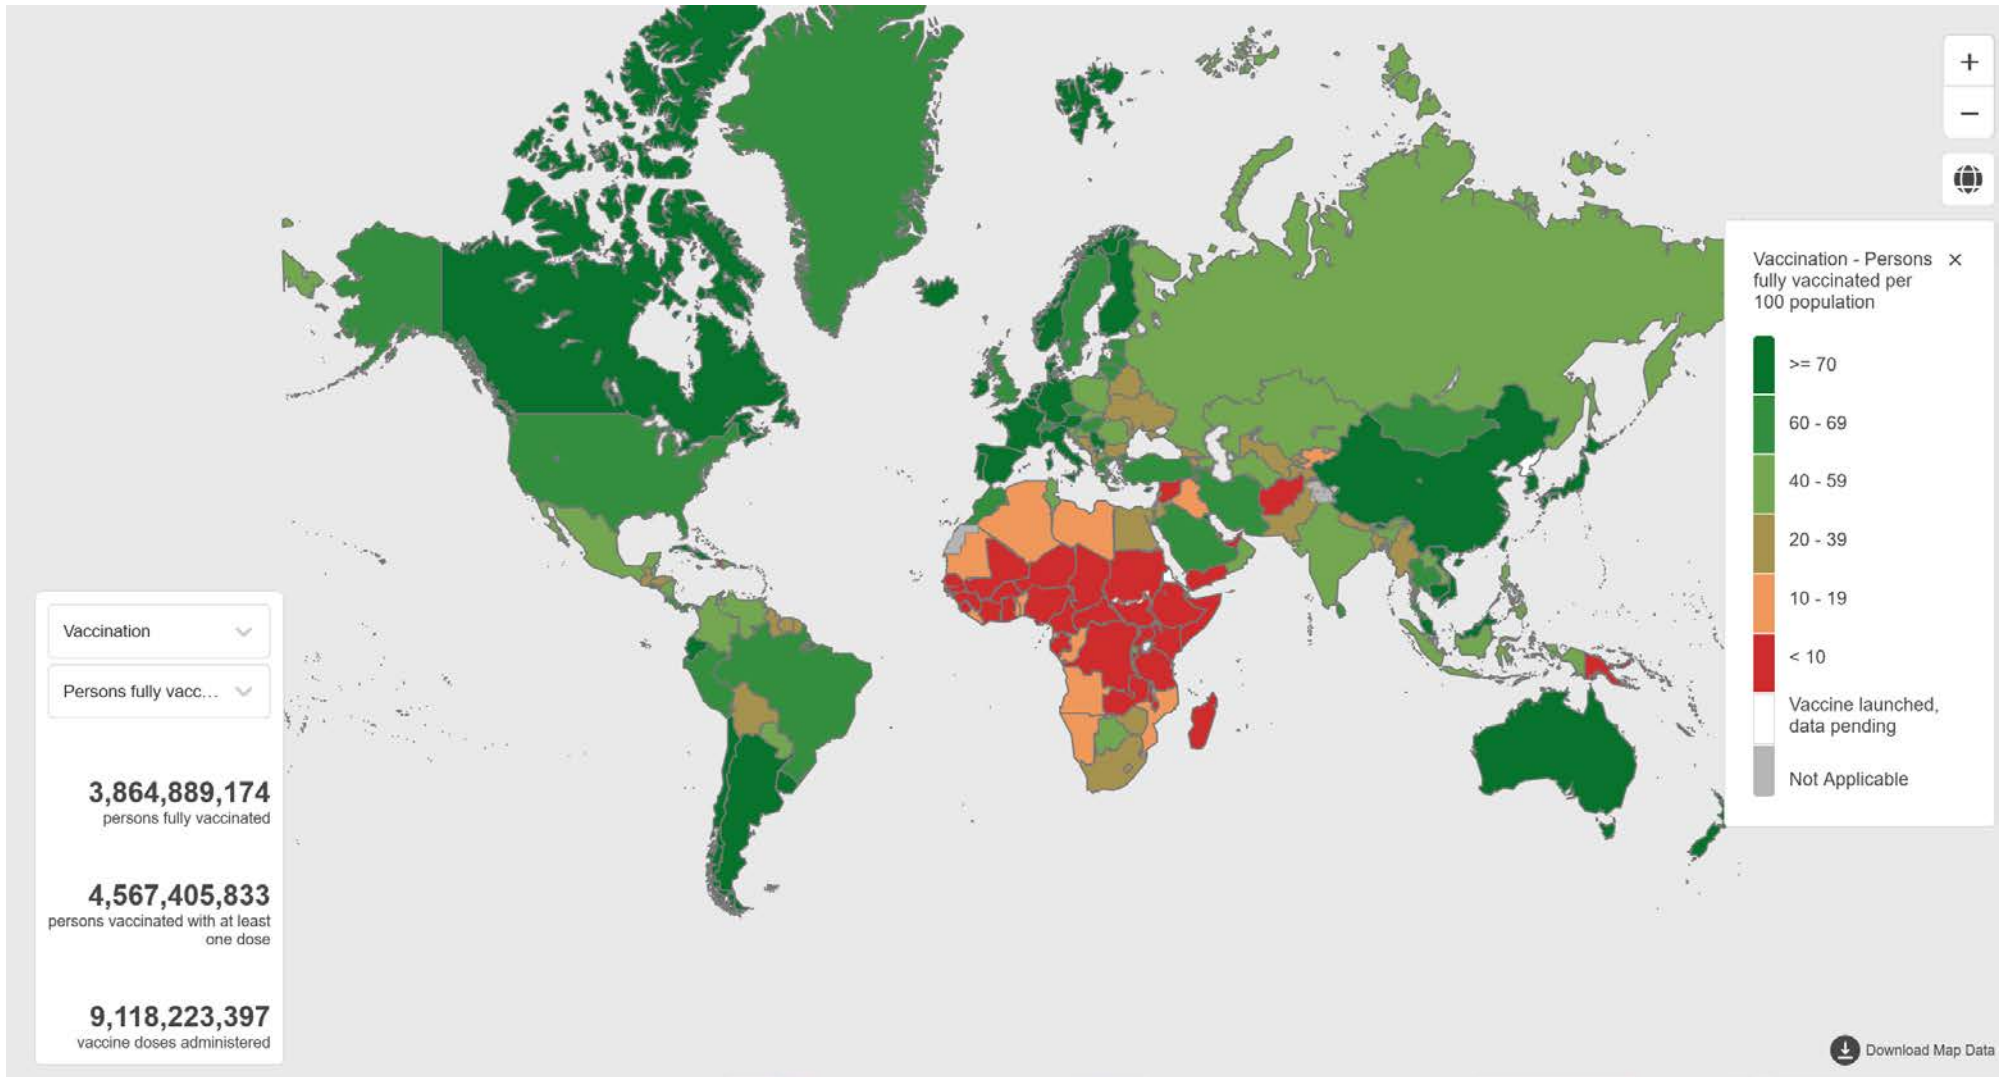 +
−
Vaccination - Persons ×
fully vaccinated per
100 population
>= 70
60 - 69
40 - 59
20 - 39
10 - 19
< 10
Vaccine launched,
data pending
Not Applicable
Vaccination
Persons fully vacc...
3,864,889,174
persons fully vaccinated
4,567,405,833
persons vaccinated with at least
one dose
9,118,223,397
vaccine doses administered
Download Map Data